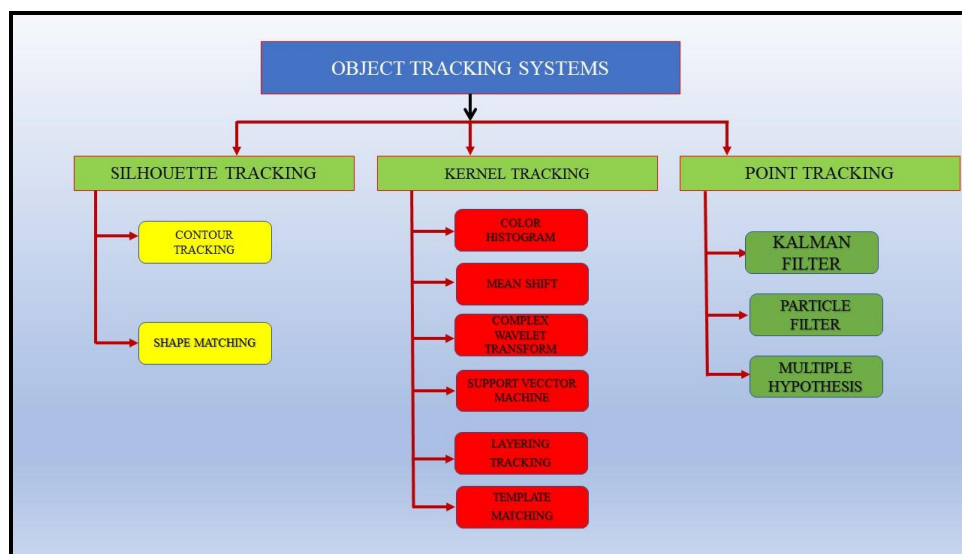 OBJECT TRACKING SYSTEMS
SILHOUETTE TRACKING
CONTOUR
TRACKING
SHAPE MATCHING
KERNEL TRACKING
COLOR
HISTOGRAM
MEAN SHIFT
COMPLEX
WAVELET
TRANSFORM
SUPPORT VECCTOR
MACHINE
LAYERING
TRACKING
TEMPLATE
MATCHING
POINT TRACKING
KALMAN
FILTER
PARTICLE
FILTER
MULTIPLE
HYPOTHESIS